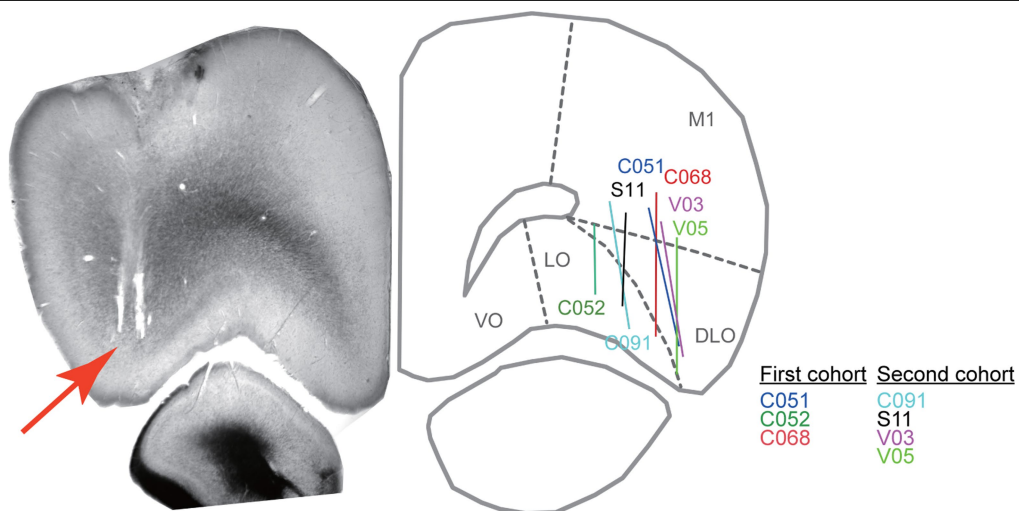 M1
C051
C068
S11
V03
V05
LO
C052
VO
C091
DLO
First cohort Second cohort
C051 C091
C052 S11
C068 V03
V05